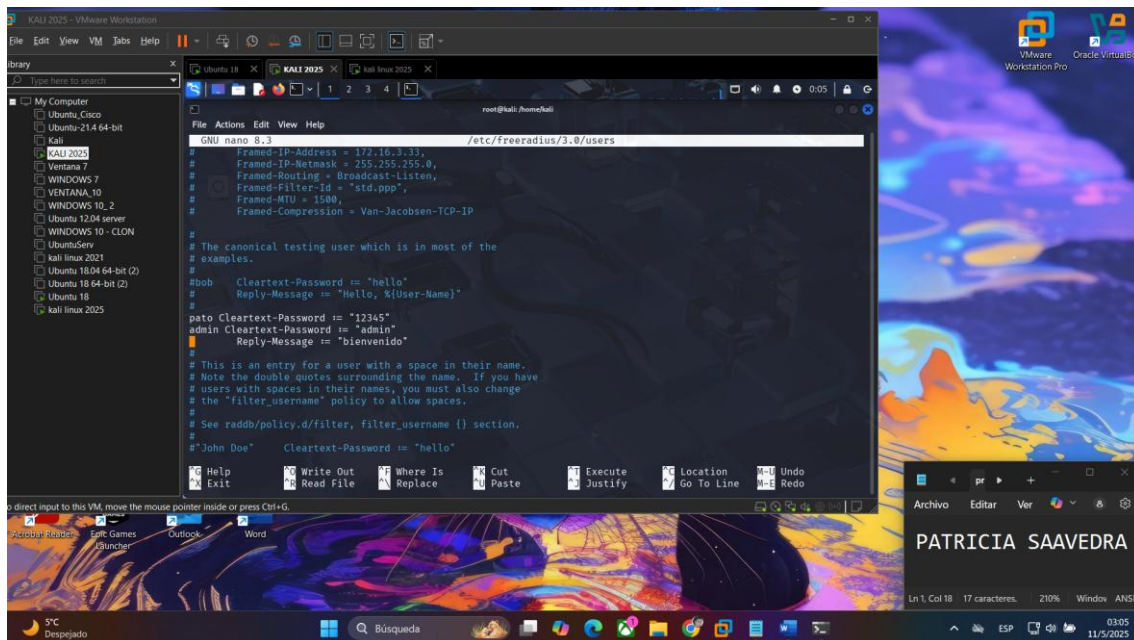 KALI 2025 - VMware Workstation
File Edit View VM Tabs Help
Library
Type here to search
My Computer
Ubuntu_Cisco
Ubuntu-21.4 64-bit
Kali
KALI 2025
Ventana 7
WINDOWS 7
VENTANA_10
WINDOWS 10_ 2
Ubuntu 12.04 server
WINDOWS 10 - CLON
UbuntuServ
kali linux 2021
Ubuntu 18.04 64-bit (2)
Ubuntu 18 64-bit (2)
Ubuntu 18
kali linux 2025
Ubuntu 18 KALI 2025 kali linux 2025
1 2 3 4 0:05
root@kali: /home/kali
File Actions Edit View Help
GNU nano 8.3 /etc/freeradius/3.0/users
# Framed-IP-Address = 172.16.3.33,
# Framed-IP-Netmask = 255.255.255.0,
# Framed-Routing = Broadcast-Listen,
# Framed-Filter-Id = "std.ppp",
# Framed-MTU = 1500,
# Framed-Compression = Van-Jacobsen-TCP-IP
#
# The canonical testing user which is in most of the
# examples.
#
#bob Cleartext-Password := "hello"
# Reply-Message := "Hello, %{User-Name}"
#
pato Cleartext-Password := "12345"
admin Cleartext-Password := "admin"
Reply-Message := "bienvenido"
#
# This is an entry for a user with a space in their name.
# Note the double quotes surrounding the name. If you have
# users with spaces in their names, you must also change
# the "filter_username" policy to allow spaces.
#
# See raddb/policy.d/filter, filter_username {} section.
#
#"John Doe" Cleartext-Password := "hello"
^G Help ^O Write Out ^F Where Is ^K Cut ^T Execute ^C Location M-U Undo
^X Exit ^R Read File ^\ Replace ^U Paste ^J Justify ^/ Go To Line M-E Redo
o direct input to this VM, move the mouse pointer inside or press Ctrl+G.
VMware
Workstation Pro
Oracle VirtualBo
Acrobat Reader
Epic Games
Launcher
Outlook
Word
pr
Archivo Editar Ver
PATRICIA SAAVEDRA
Ln 1, Col 18 17 caracteres. 210% Window ANSI
5°C
Despejado
Búsqueda
ESP
03:05
11/5/2025